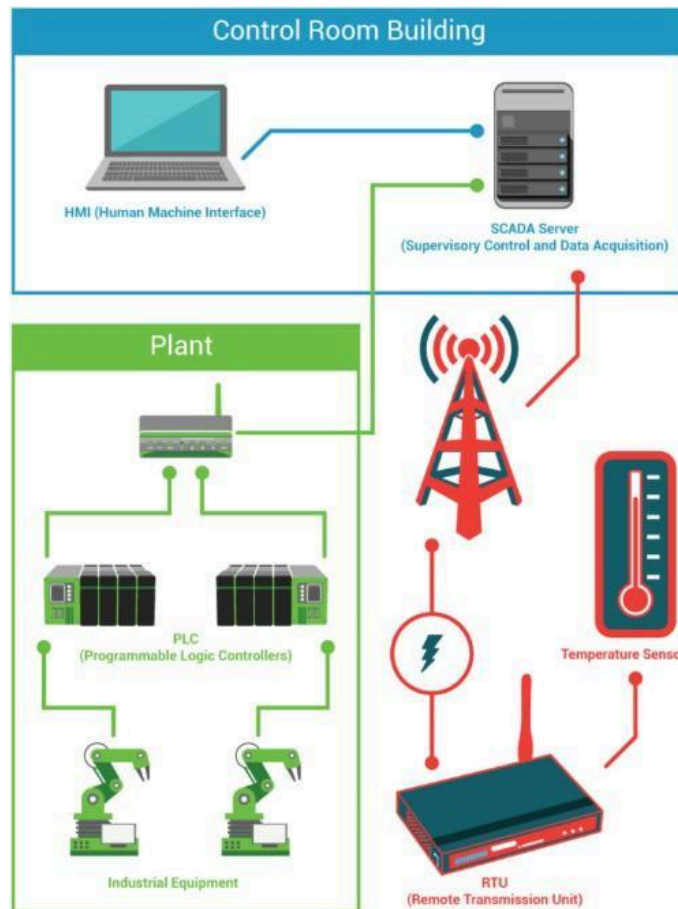 Control Room Building
HMI (Human Machine Interface)
SCADA Server
(Supervisory Control and Data Acquisition)
Plant
PLC
(Programmable Logic Controllers)
Temperature Senso
Industrial Equipment
RTU
(Remote Transmission Unit)